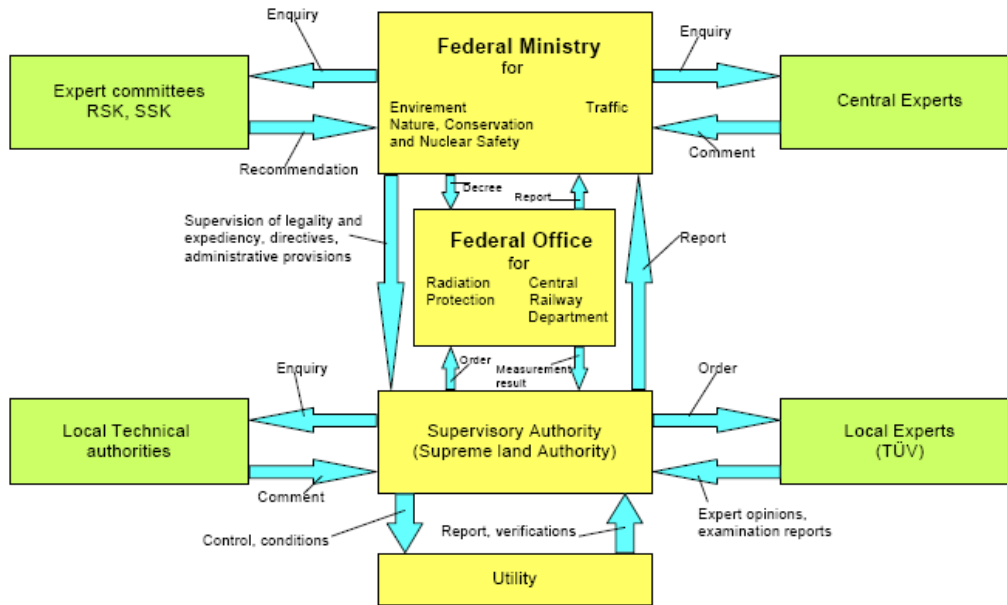 Enquiry
Federal Ministry
for
Enquiry
Expert committees
RSK, SSK
Envirement
Nature, Conservation
and Nuclear Safety
Traffic
Central Experts
Recommendation
Comment
Decree
Report
Supervision of legality and
expediency, directives,
administrative provisions
Federal Office
for
Radiation
Protection
Central
Railway
Department
Report
Order
Measurement
result
Enquiry
Order
Local Technical
authorities
Supervisory Authority
(Supreme land Authority)
Local Experts
(TÜV)
Comment
Expert opinions,
examination reports
Control, conditions
Report, verifications
Utility